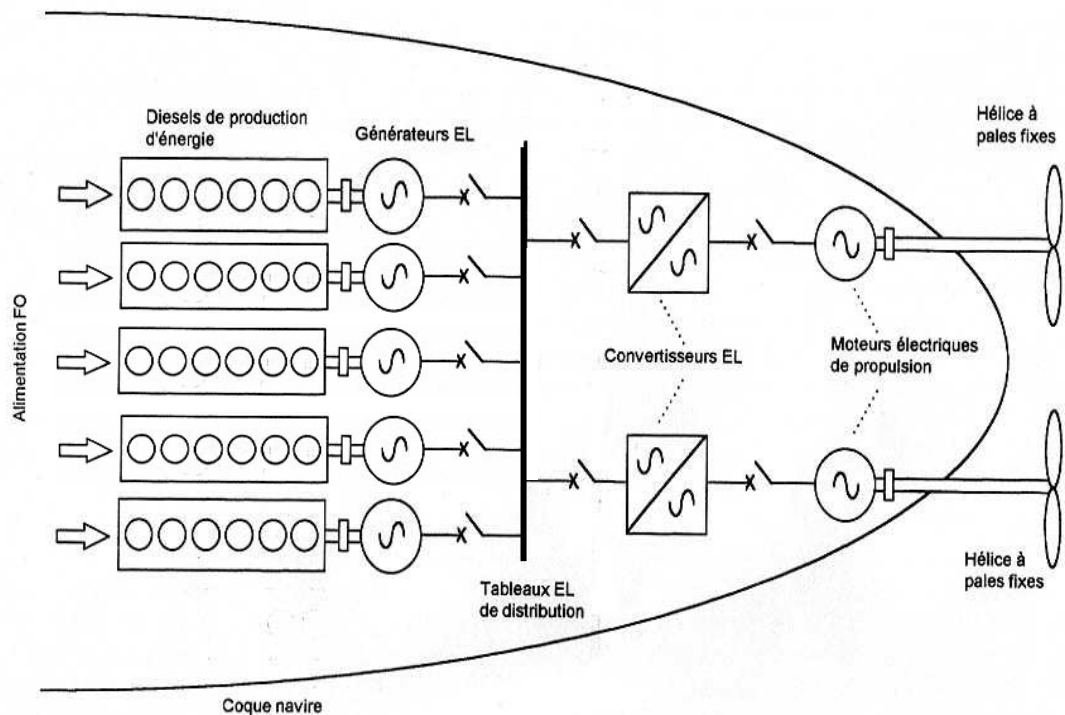 Diesels de production
d'énergie
Générateurs EL
Hélice à
pales fixes
Alimentation FO
Convertisseurs EL
Moteurs électriques
de propulsion
Tableaux EL
de distribution
Hélice à
pales fixes
Coque navire